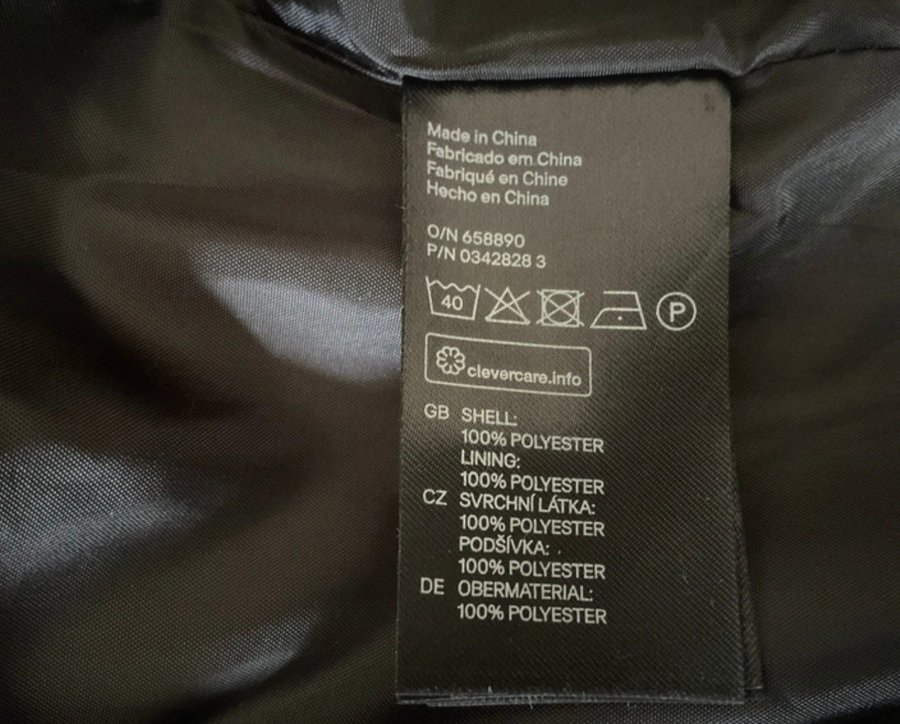 Made in China
Fabricado em China
Fabriqué en Chine
Hecho en China
O/N 658890
P/N 0342828 3
40 P
clevercare.info
GB SHELL:
100% POLYESTER
LINING:
100% POLYESTER
CZ SVRCHNÍ LÁTKA:
100% POLYESTER
PODŠÍVKA:
100% POLYESTER
DE OBERMATERIAL:
100% POLYESTER